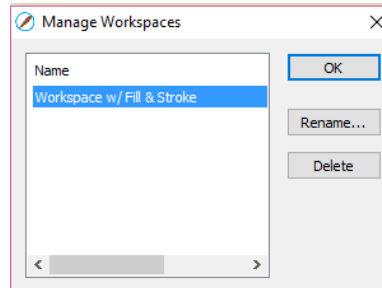 Manage Workspaces
Name
Workspace w/ Fill & Stroke
OK
Rename...
Delete